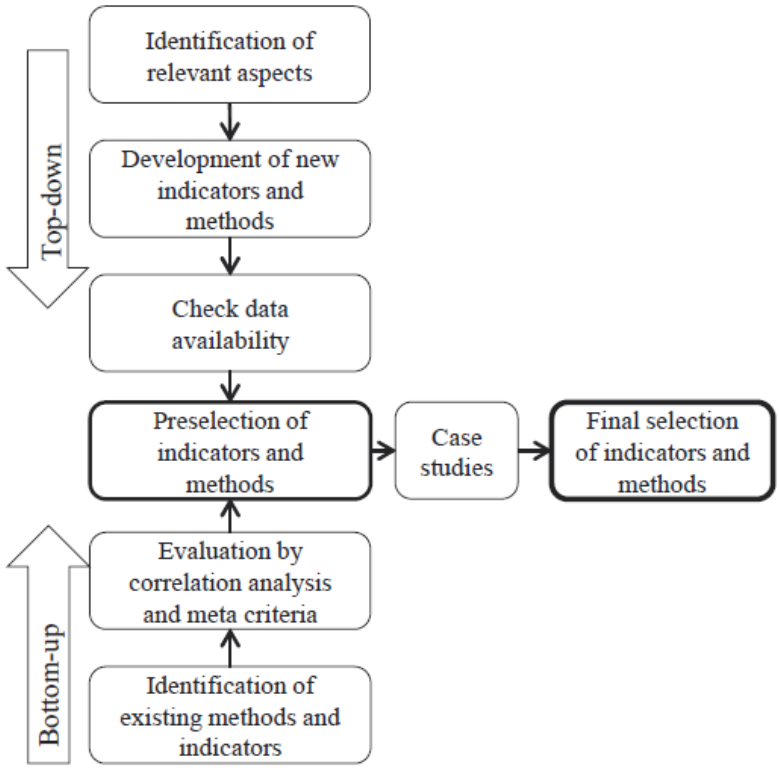 Identification of
relevant aspects
Development of new
indicators and
methods
Top-down
Check data
availability
Preselection of
indicators and
methods
Case
studies
Final selection
of indicators and
methods
Evaluation by
correlation analysis
and meta criteria
Bottom-up
Identification of
existing methods and
indicators